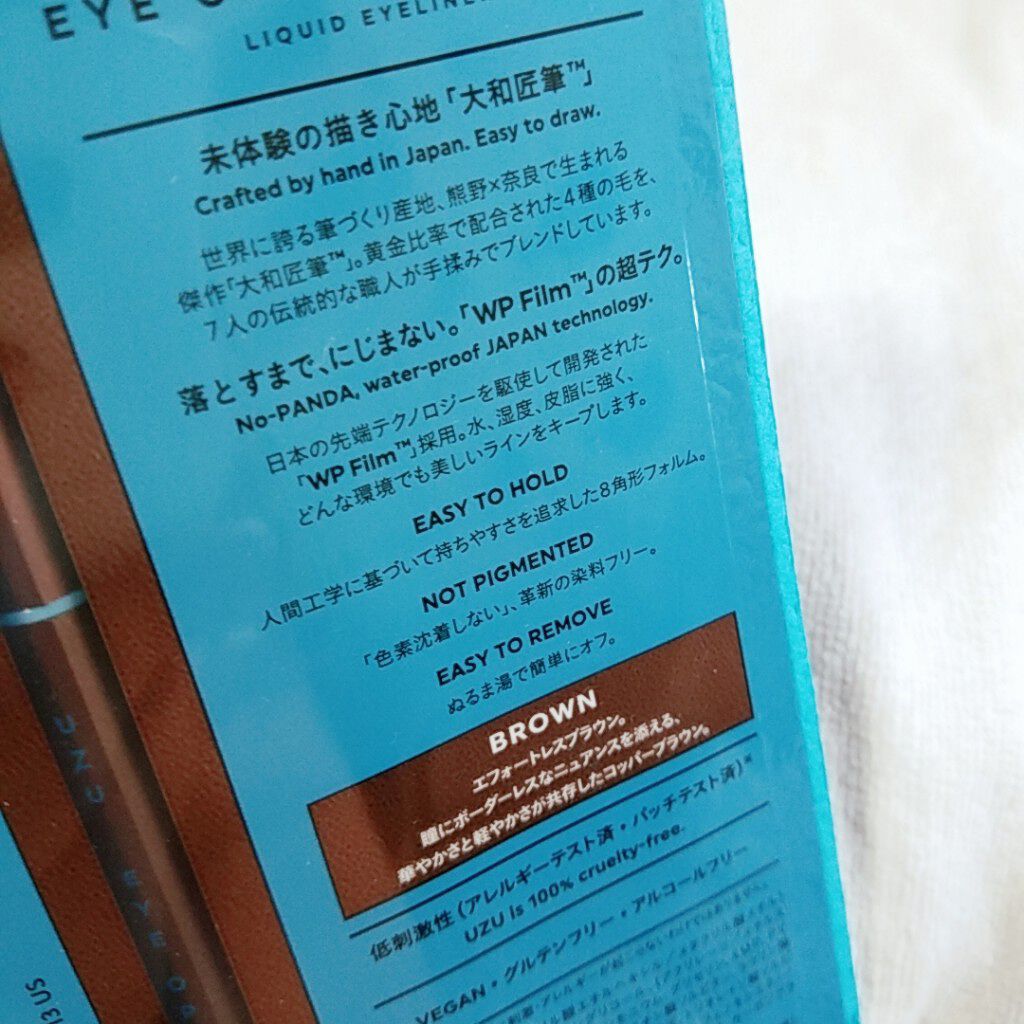 EYE
LIQUID EYELINER
未体験の描き心地「大和匠筆™」
Crafted by hand in Japan. Easy to draw.
世界に誇る筆づくり産地、熊野×奈良で生まれる
傑作「大和匠筆™」。黄金比率で配合された4種の毛を、
7人の伝統的な職人が手揉みでブレンドしています。
落とすまで、にじまない。「WP Film™」の超テク。
No-PANDA, water-proof JAPAN technology.
日本の先端テクノロジーを駆使して開発された
「WP Film™」採用。水、湿度、皮脂に強く、
どんな環境でも美しいラインをキープします。
EASY TO HOLD
人間工学に基づいて持ちやすさを追求した8角形フォルム。
NOT PIGMENTED
「色素沈着しない」、革新の染料フリー。
EASY TO REMOVE
ぬるま湯で簡単にオフ。
BROWN
エフォートレスブラウン。
瞳にボーダーレスなニュアンスを添える、
華やかさと軽やかさが共存したコッパーブラウン。
低刺激性（アレルギーテスト済・パッチテスト済）*
UZU is 100% cruelty-free.
VEGAN・グルテンフリー・アルコールフリー
UZU EYE OP
13US